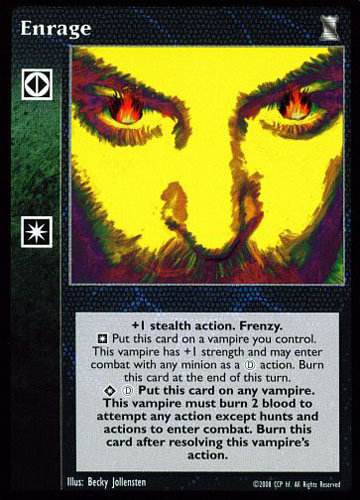 Enrage
+1 stealth action. Frenzy.
Put this card on a vampire you control.
This vampire has +1 strength and may enter
combat with any minion as a Ⓓ action. Burn
this card at the end of this turn.
Ⓓ Put this card on any vampire.
This vampire must burn 2 blood to
attempt any action except hunts and
actions to enter combat. Burn this
card after resolving this vampire's
action.
Illus: Becky Jollensten
©2008 CCP hf. All Rights Reserved